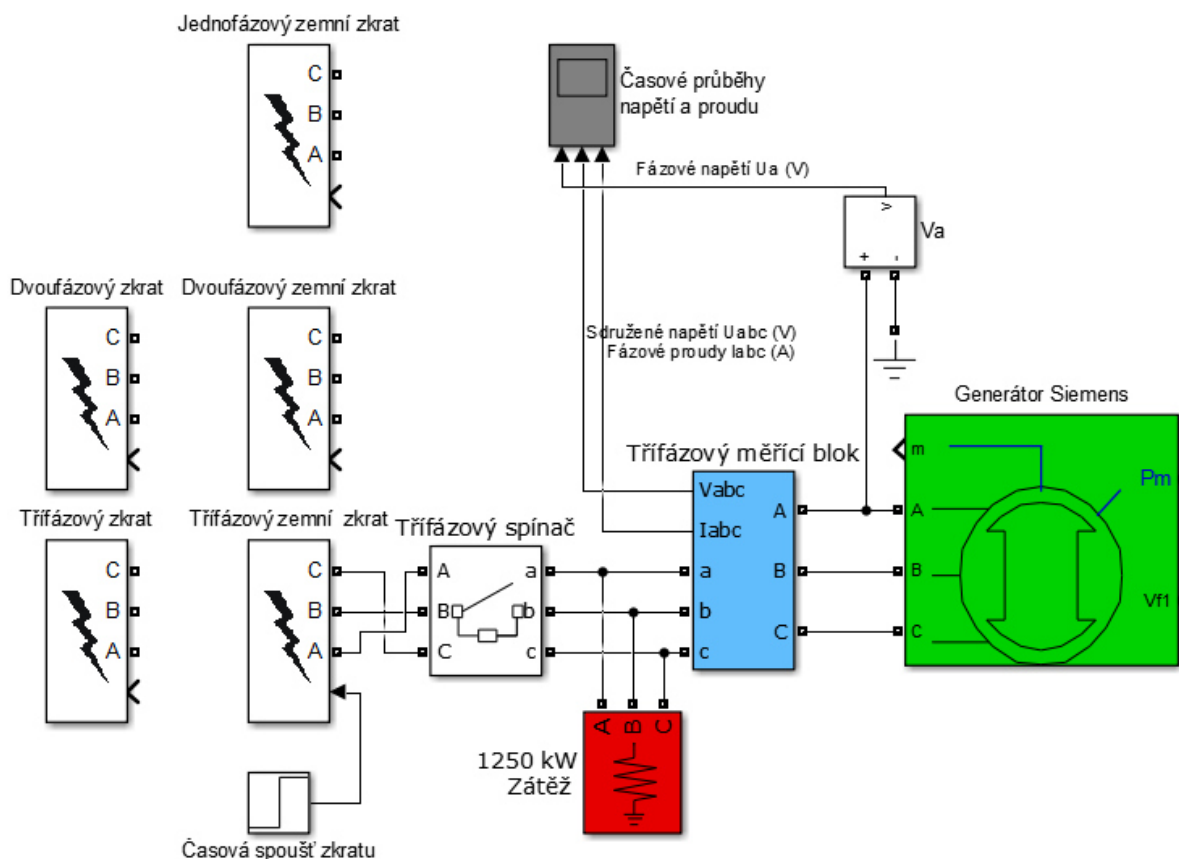 Jednofázový zemní zkrat
C
B
A
Časové průběhy
napětí a proudu
Fázové napětí Ua (V)
v
+ -
Va
Dvoufázový zkrat
C
B
A
Dvoufázový zemní zkrat
C
B
A
Sdružené napětí Uabc (V)
Fázové proudy Iabc (A)
Generátor Siemens
m
Pm
A
B
Vf1
C
Třífázový měřící blok
Vabc
A
Iabc
a
B
b
C
c
Třífázový zkrat
C
B
A
Třífázový zemní zkrat
C
B
A
Třífázový spínač
A a
B b
C c
A B C
1250 kW
Zátěž
Časová spoušť zkratu